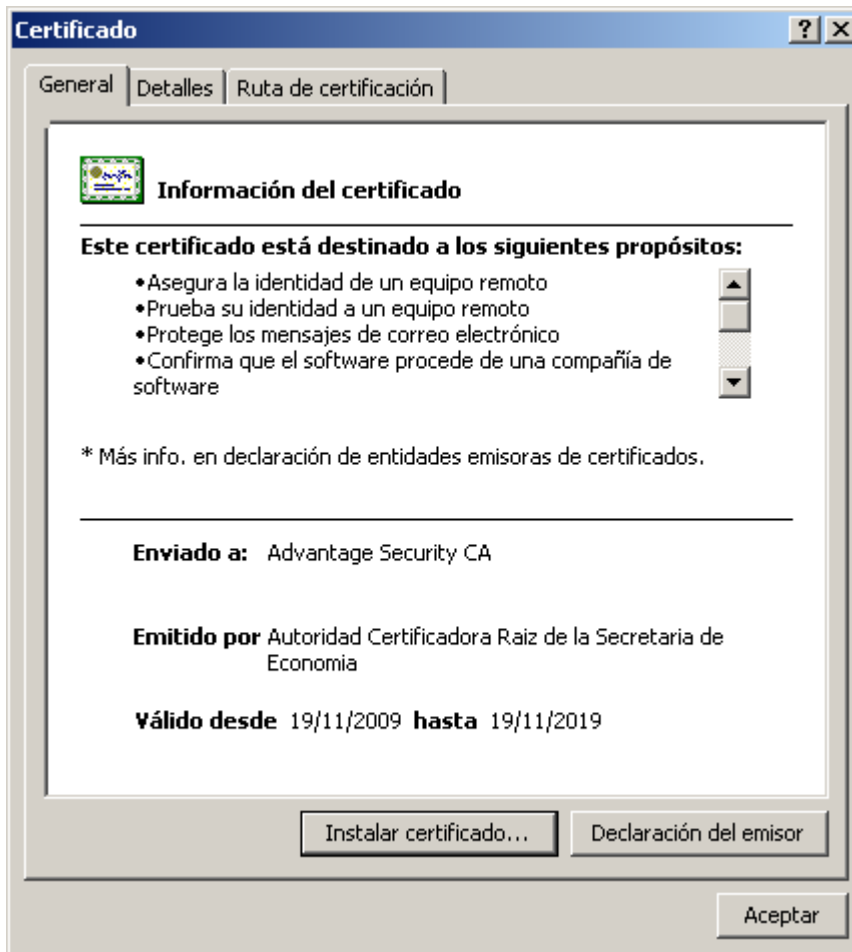 Certificado
General
Detalles
Ruta de certificación
Información del certificado
Este certificado está destinado a los siguientes propósitos:
•Asegura la identidad de un equipo remoto
•Prueba su identidad a un equipo remoto
•Protege los mensajes de correo electrónico
•Confirma que el software procede de una compañía de
software
* Más info. en declaración de entidades emisoras de certificados.
Enviado a: Advantage Security CA
Emitido por Autoridad Certificadora Raiz de la Secretaria de
Economia
Válido desde 19/11/2009 hasta 19/11/2019
Instalar certificado...
Declaración del emisor
Aceptar